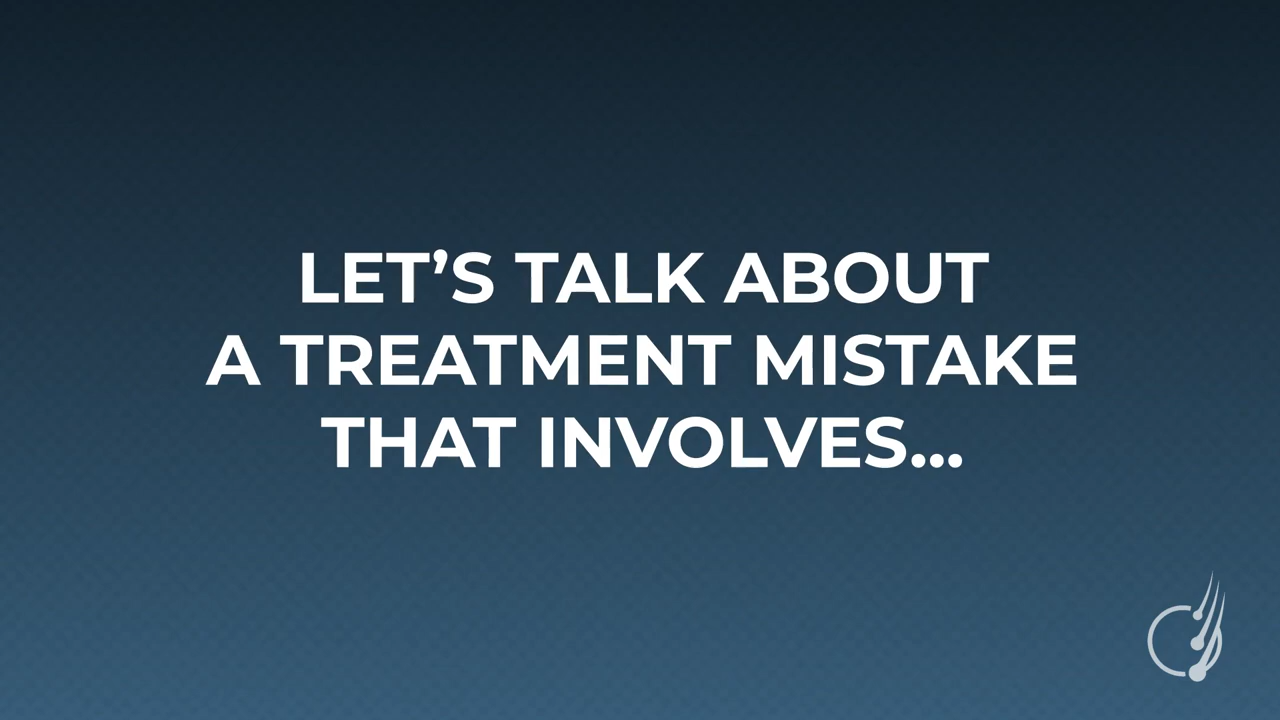 LET’S TALK ABOUT
A TREATMENT MISTAKE
THAT INVOLVES...